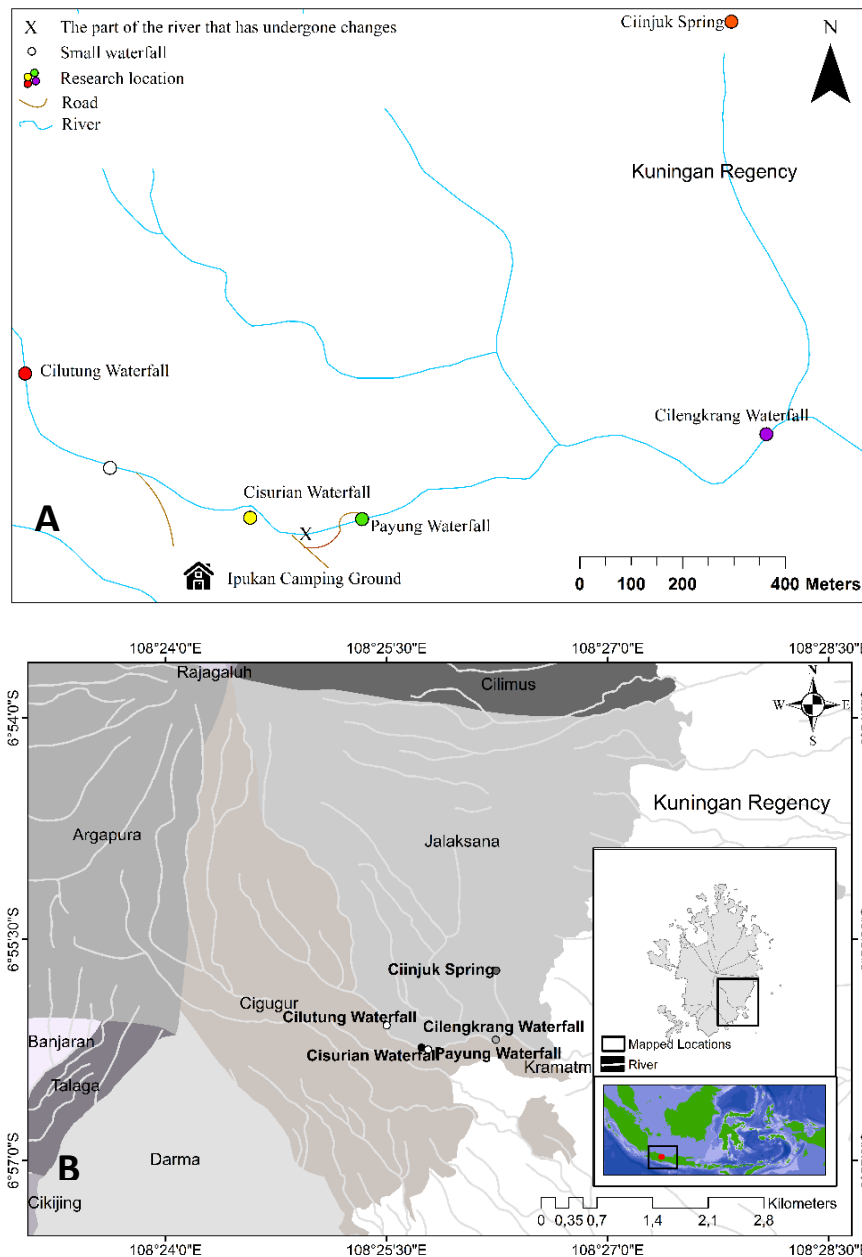 X The part of the river that has undergone changes
Small waterfall
Research location
Road
River
Ciinjuk Spring
N
Kuningan Regency
Cilutung Waterfall
Cilengkrang Waterfall
Cisurian Waterfall
X
Payung Waterfall
A
Ipukan Camping Ground
0 100 200 400 Meters
108°24'0"E 108°25'30"E 108°27'0"E 108°28'30"E
Rajagaluh
Cilimus
N
W E
S
6°54'0"S
Kuningan Regency
Argapura
Jalaksana
6°55'30"S
Ciinjuk Spring
Cigugur
Cilutung Waterfall
Cilengkrang Waterfall
Mapped Locations
Banjaran
Cisurian Waterfall
Payung Waterfall
River
Kramatm
Talaga
Darma
B
6°57'0"S
Cikijing
Kilometers
0 0,35 0,7 1,4 2,1 2,8
108°24'0"E 108°25'30"E 108°27'0"E 108°28'30"E